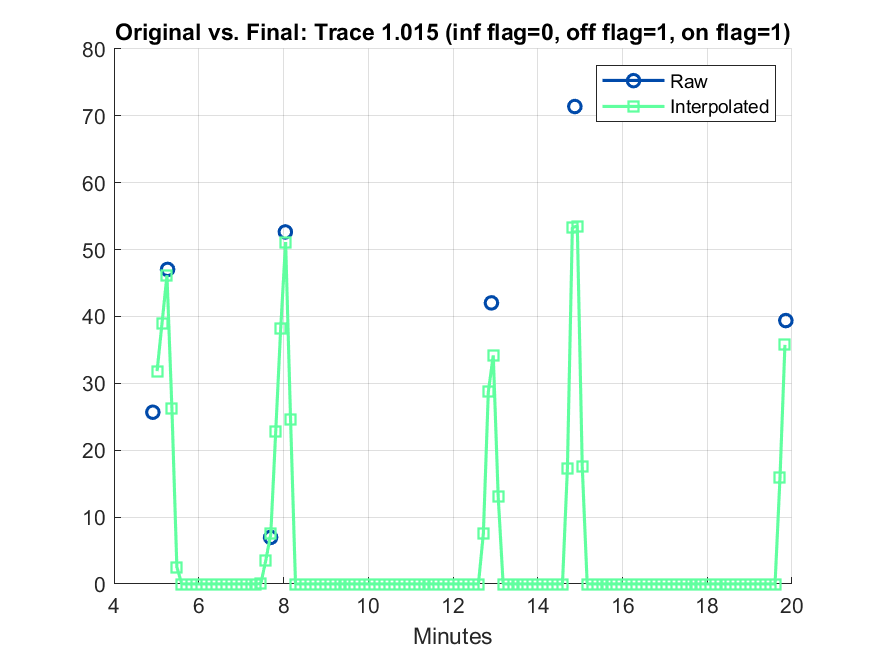 Original vs. Final: Trace 1.015 (inf flag=0, off flag=1, on flag=1)
80
70
60
50
40
30
20
10
0
Raw
Interpolated
4 6 8 10 12 14 16 18 20
Minutes